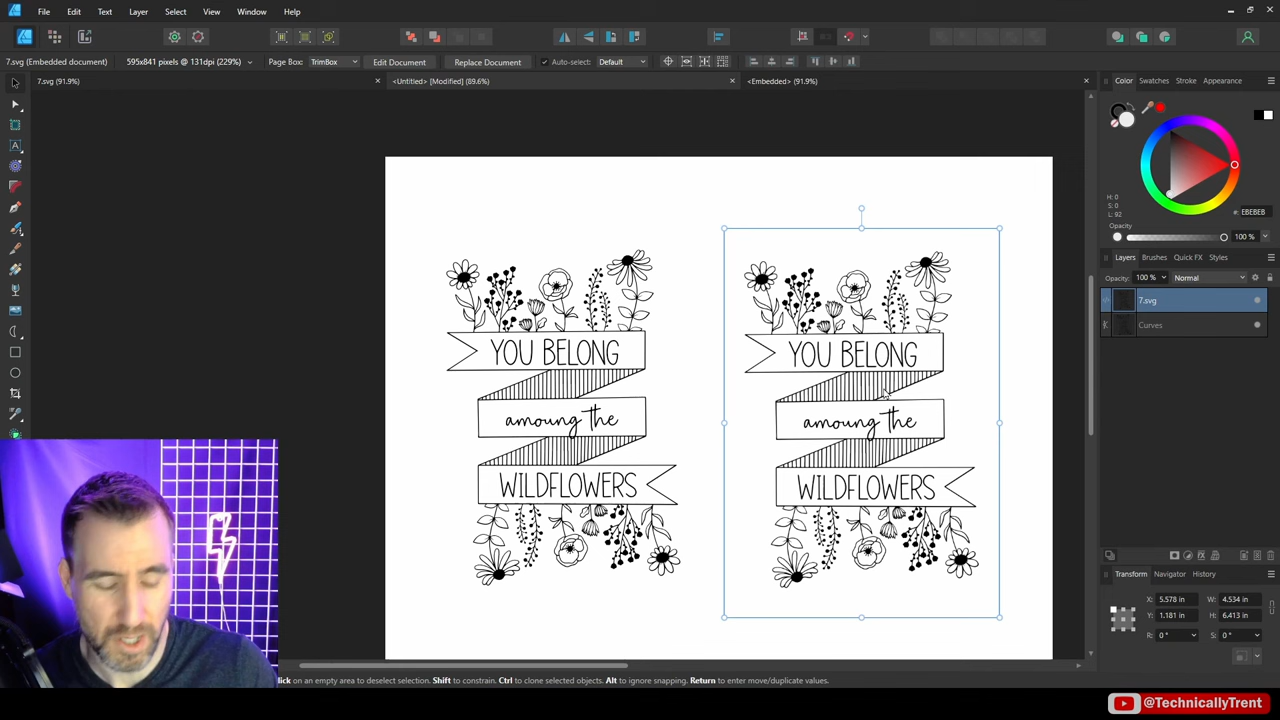 File Edit Text Layer Select View Window Help
7.svg (Embedded document) 595x841 pixels @ 131dpi (229%) Page Box: TrimBox Edit Document Replace Document Auto-select: Default
7.svg (91.9%) <Untitled> [Modified] (89.6%) <Embedded> (91.9%)
Color Swatches Stroke Appearance
H: 0
S: 0
L: 92
#: EBEBEB
Opacity
100 %
Layers Brushes Quick FX Styles
Opacity: 100 % Normal
7.svg
Curves
YOU BELONG
amoung the
WILDFLOWERS
YOU BELONG
amoung the
WILDFLOWERS
Transform Navigator History
X: 5.578 in W: 4.534 in
Y: 1.181 in H: 6.413 in
R: 0 ° S: 0 °
lick on an empty area to deselect selection. Shift to constrain. Ctrl to clone selected objects. Alt to ignore snapping. Return to enter move/duplicate values.
@TechnicallyTrent